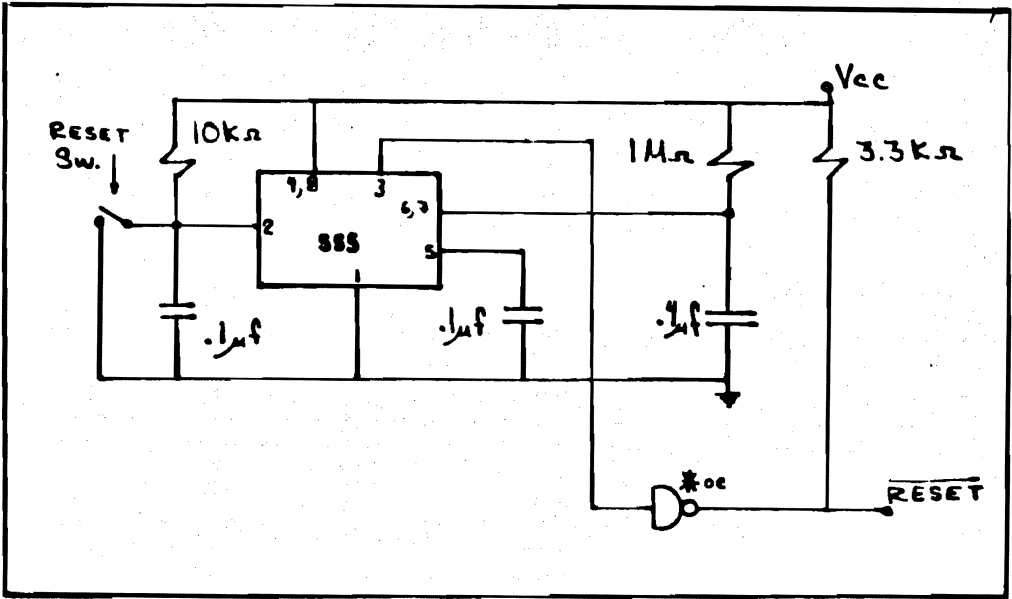 Vcc
RESET
Sw.
10KΩ
1MΩ
3.3KΩ
4,8
3
6,7
2
555
5
1
.1µf
.1µf
.4µf
*oc
RESET